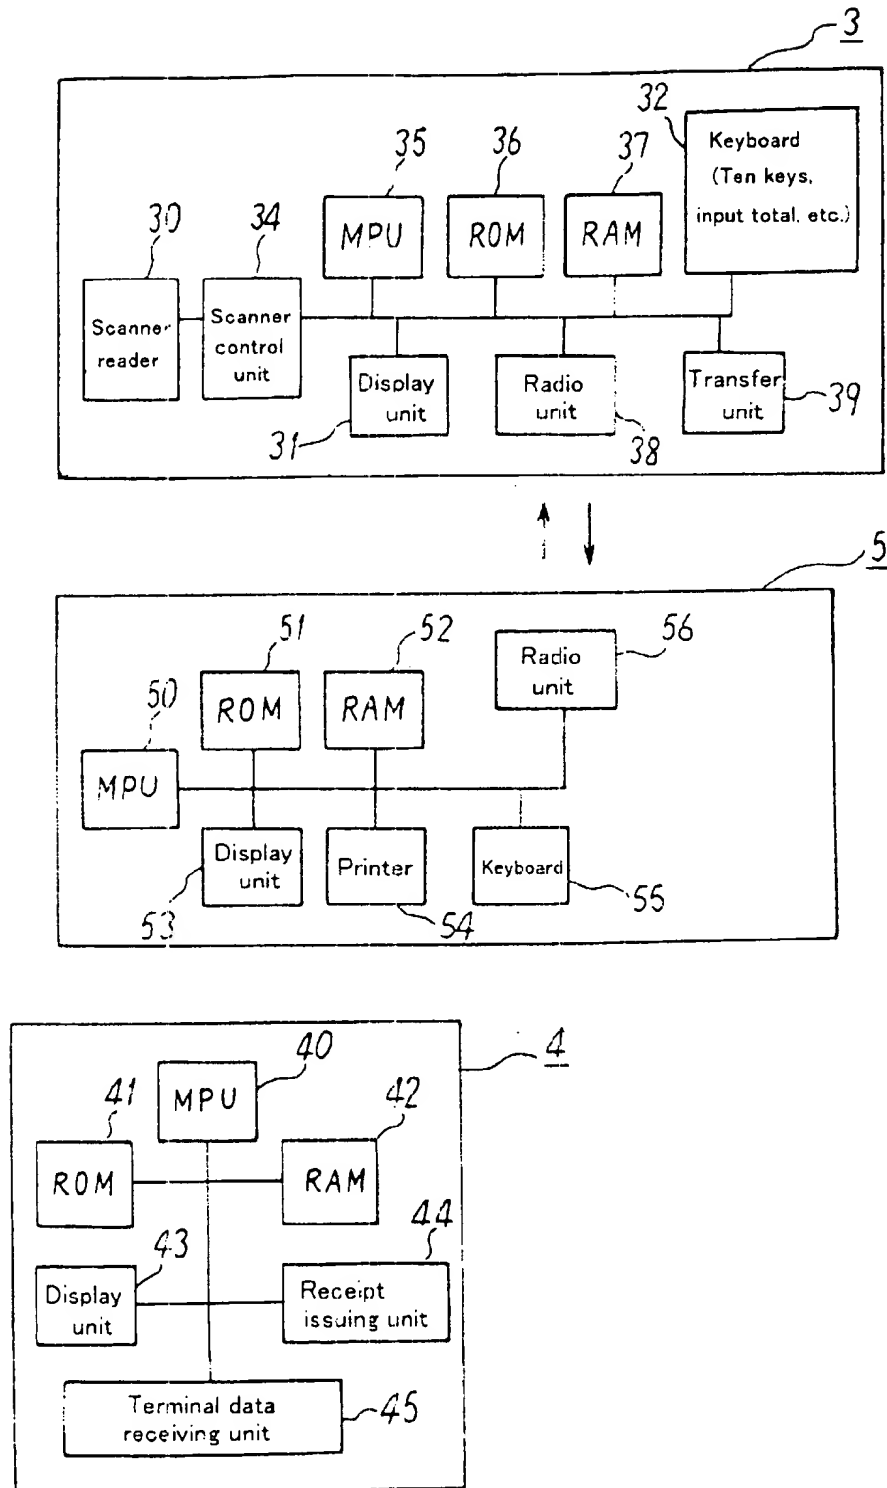 3
32
Keyboard
(Ten keys,
input total, etc.)
35
36
37
MPU
ROM
RAM
30
34
Scanner
reader
Scanner
control
unit
Display
unit
Radio
unit
Transfer
unit
31
38
39
5
51
52
56
Radio
unit
50
ROM
RAM
MPU
Display
unit
Printer
Keyboard
53
54
55
4
40
MPU
41
42
ROM
RAM
43
44
Display
unit
Receipt
issuing unit
Terminal data
receiving unit
45